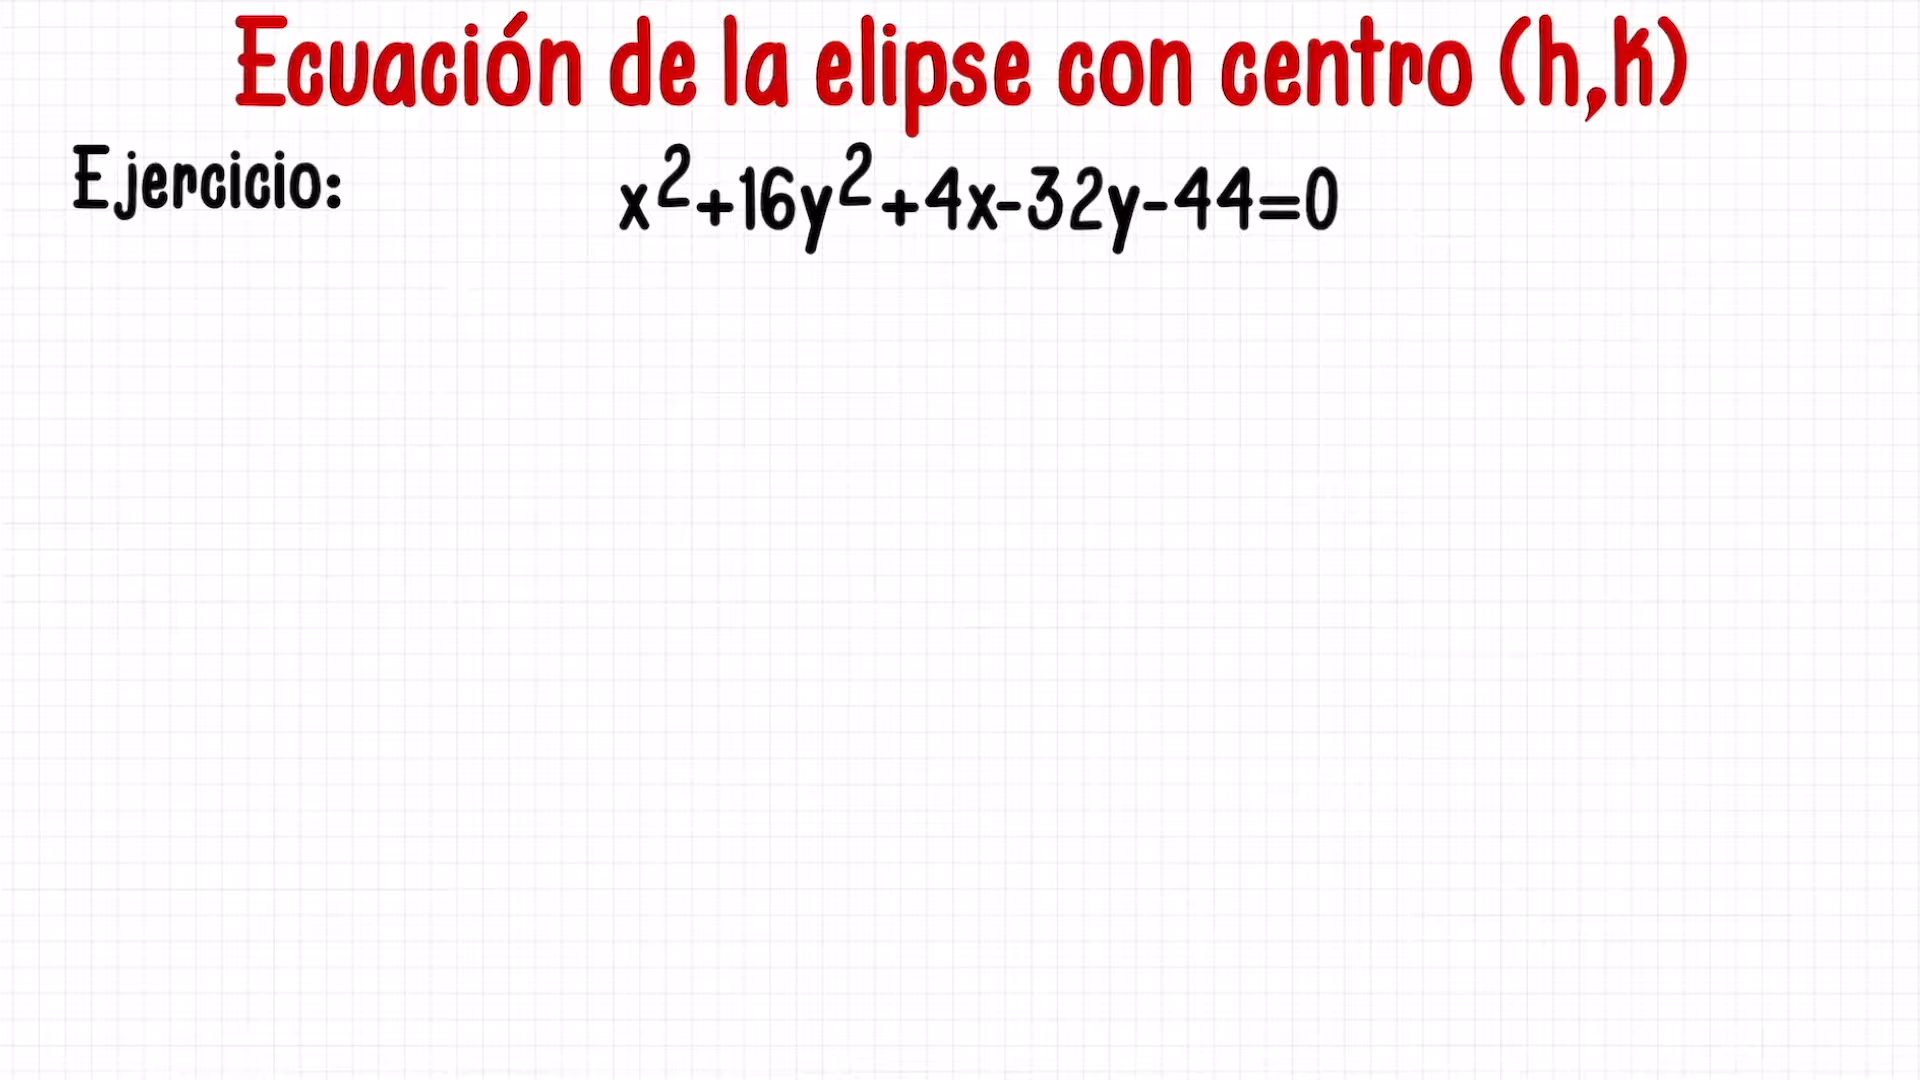 Ecuación de la elipse con centro (h,k)
Ejercicio: x²+16y²+4x-32y-44=0